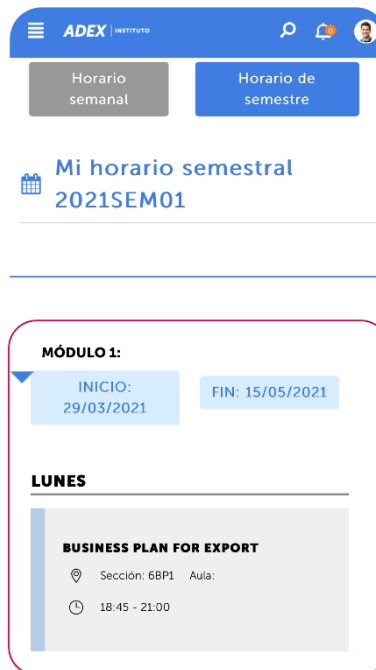 ADEX | INSTITUTO
Horario
semanal
Horario de
semestre
Mi horario semestral
2021SEM01
MÓDULO 1:
INICIO:
29/03/2021
FIN: 15/05/2021
LUNES
BUSINESS PLAN FOR EXPORT
Sección: 6BP1 Aula:
18:45 - 21:00